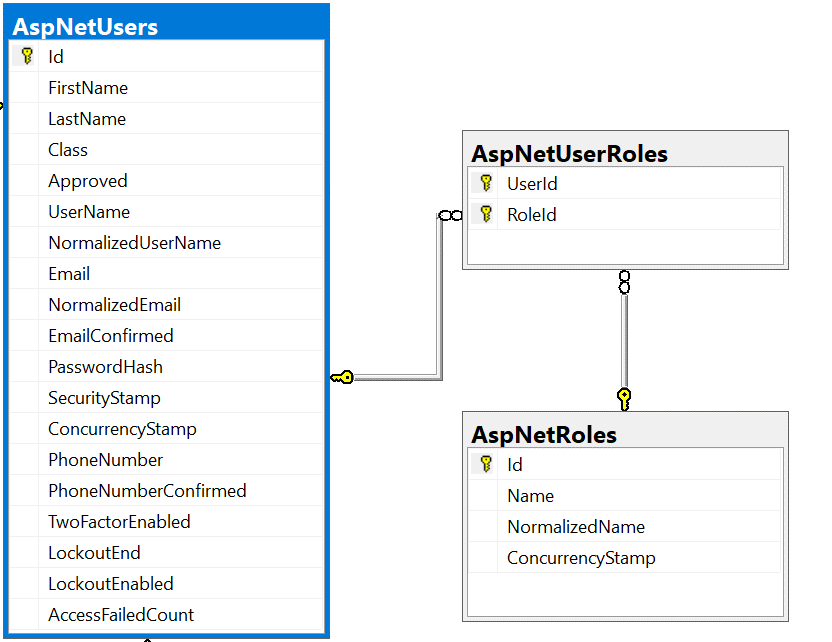 AspNetUsers
Id
FirstName
LastName
Class
Approved
UserName
NormalizedUserName
Email
NormalizedEmail
EmailConfirmed
PasswordHash
SecurityStamp
ConcurrencyStamp
PhoneNumber
PhoneNumberConfirmed
TwoFactorEnabled
LockoutEnd
LockoutEnabled
AccessFailedCount
AspNetUserRoles
UserId
RoleId
AspNetRoles
Id
Name
NormalizedName
ConcurrencyStamp